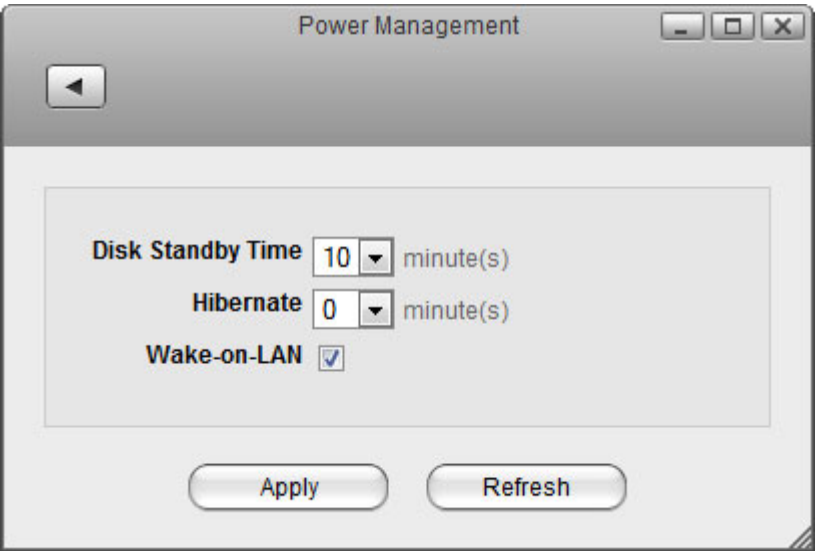 Power Management
Disk Standby Time 10 minute(s)
Hibernate 0 minute(s)
Wake-on-LAN
Apply Refresh